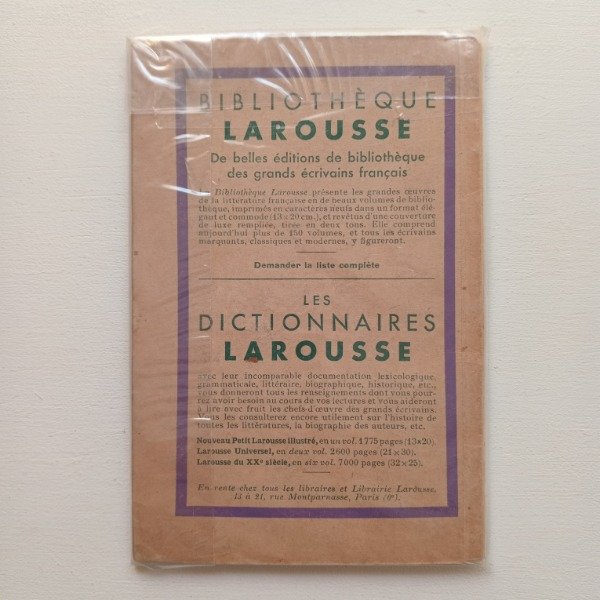 BIBLIOTHÈQUE
LAROUSSE
De belles éditions de bibliothèque
des grands écrivains français
La Bibliothèque Larousse présente les grandes œuvres
de la littérature française en de beaux volumes de biblio-
thèque, imprimés en caractères neufs dans un format élé-
gant et commode (13 x 20 cm.), et revêtus d'une couverture
de luxe rempliée, tirée en deux tons. Elle comprend
aujourd'hui plus de 150 volumes, et tous les écrivains
marquants, classiques et modernes, y figureront.
Demander la liste complète
LES
DICTIONNAIRES
LAROUSSE
avec leur incomparable documentation lexicologique,
grammaticale, littéraire, biographique, historique, etc.,
vous donneront tous les renseignements dont vous pour-
rez avoir besoin au cours de vos lectures et vous aideront
à lire avec fruit les chefs-d'œuvre des grands écrivains.
Vous les consulterez encore utilement sur l'histoire de
toutes les littératures, la biographie des auteurs, etc.
Nouveau Petit Larousse illustré, en un vol. 1775 pages (13x20).
Larousse Universel, en deux vol. 2600 pages (21x30).
Larousse du XXe siècle, en six vol. 7000 pages (32x25).
En vente chez tous les libraires et Librairie Larousse,
13 à 21, rue Montparnasse, Paris (6e).